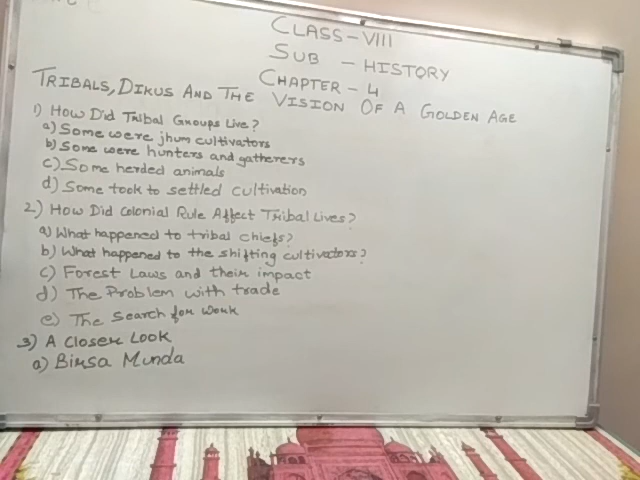 CLASS-VIII
SUB - HISTORY
CHAPTER - 4
TRIBALS, DIKUS AND THE VISION OF A GOLDEN AGE
1) HOW DID TRIBAL GROUPS LIVE?
a) Some were jhum cultivators
b) Some were hunters and gatherers
c) Some herded animals
d) Some took to settled cultivation
2) HOW DID COLONIAL RULE AFFECT TRIBAL LIVES?
a) What happened to tribal chiefs?
b) What happened to the shifting cultivators?
c) Forest Laws and their impact
d) The Problem with trade
e) The Search for Work
3) A CLOSER LOOK
a) Birsa Munda